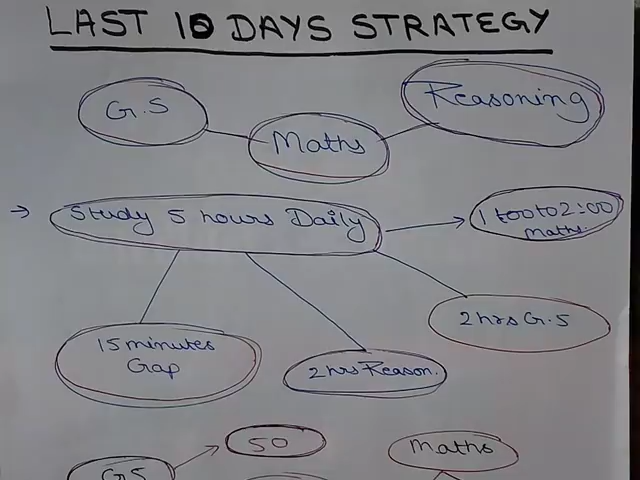 LAST 10 DAYS STRATEGY
G.S
Maths
Reasoning
→ Study 5 hours Daily
1 to 2:00
Maths.
15 minutes
Gap
2 hrs Reason.
2 hrs G.S
GS
50
Maths